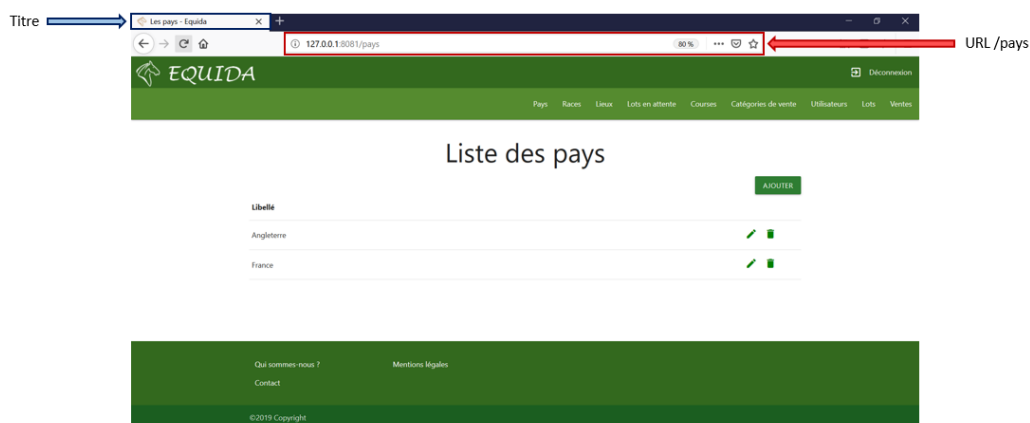 Titre
Les pays - Equida
127.0.0.1:8081/pays
80 %
URL /pays
EQUIDA
Déconnexion
Pays Races Lieux Lots en attente Courses Catégories de vente Utilisateurs Lots Ventes
Liste des pays
AJOUTER
Libellé
Angleterre
France
Qui sommes-nous ? Mentions légales
Contact
©2019 Copyright